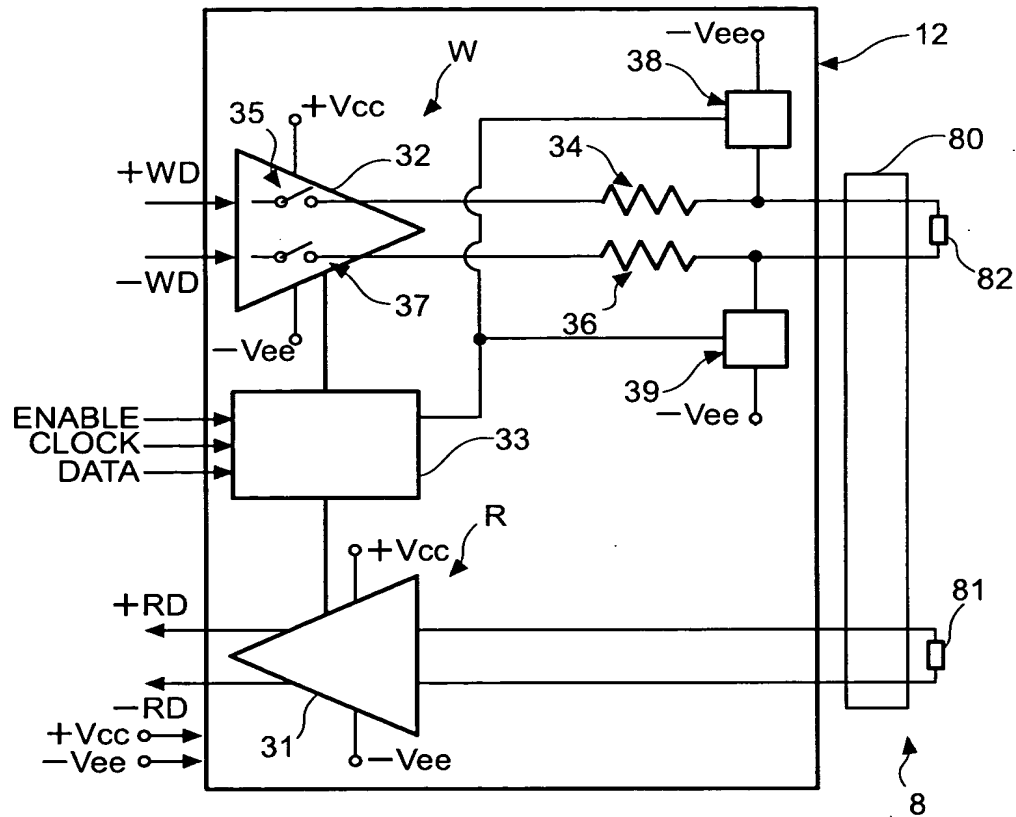 −Vee
12
38
W
+Vcc
35
32
34
80
+WD
−WD
82
37
36
−Vee
39
−Vee
ENABLE
CLOCK
DATA
33
R
+Vcc
+RD
81
−RD
31
+Vcc
−Vee
−Vee
8